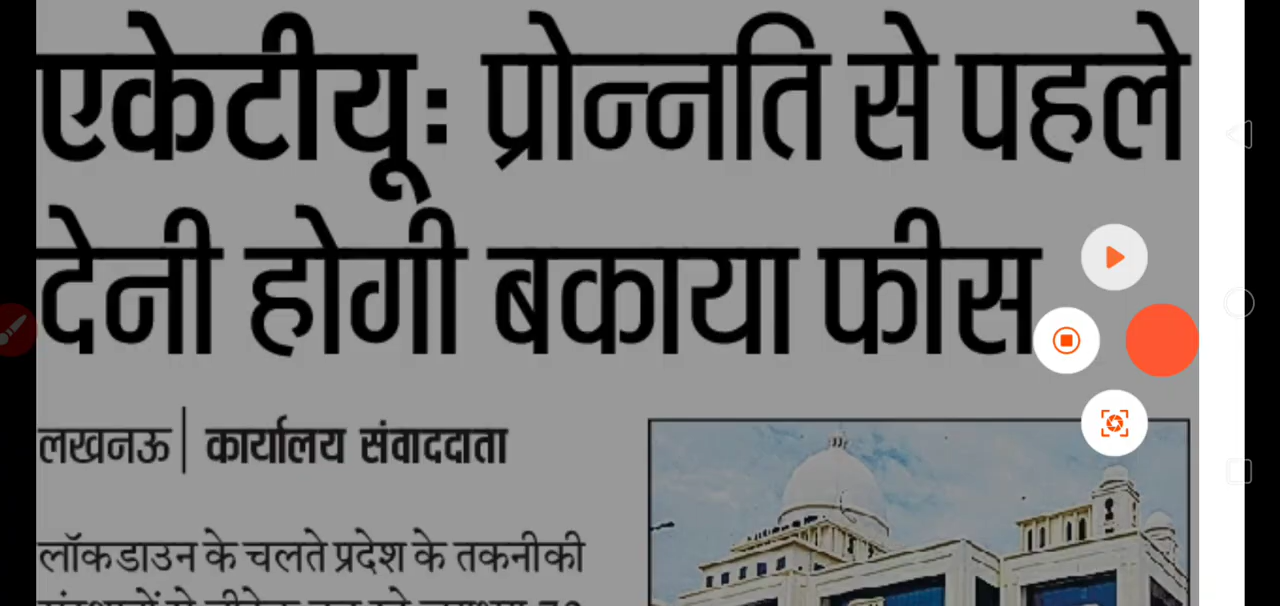 एकेटीयू: प्रोन्नति से पहले
देनी होगी बकाया फीस
लखनऊ| कार्यालय संवाददाता
लॉकडाउन के चलते प्रदेश के तकनीकी